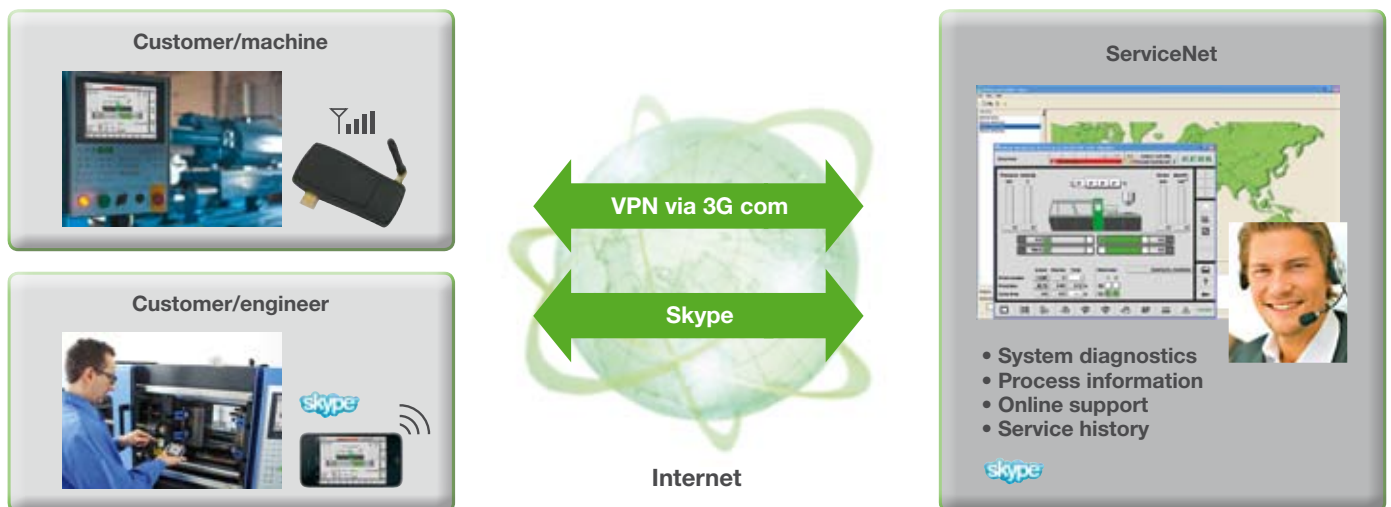 Customer/machine
Customer/engineer
skype
VPN via 3G com
Skype
Internet
ServiceNet
• System diagnostics
• Process information
• Online support
• Service history
skype